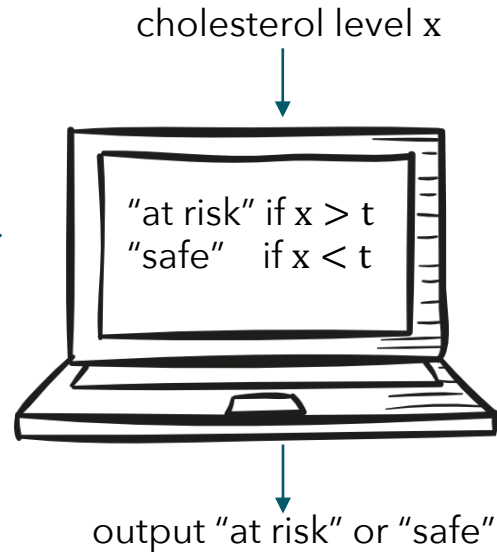 cholesterol level x
“at risk” if x > t
“safe” if x < t
output “at risk” or “safe”